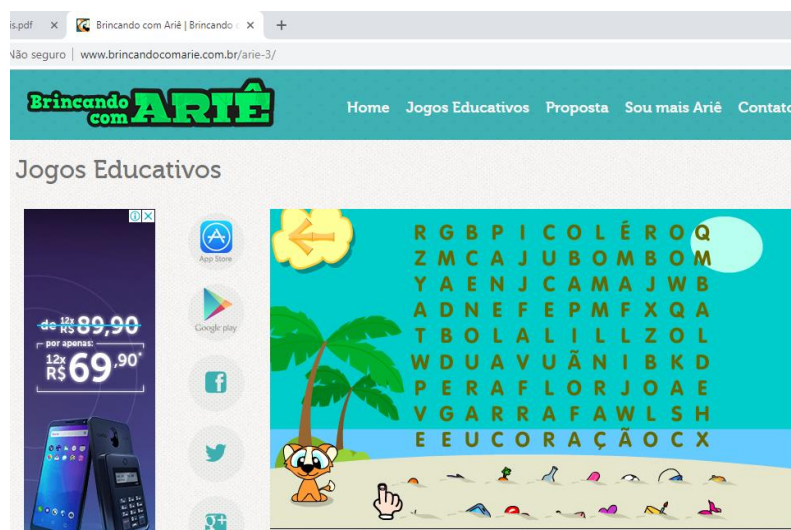 is.pdf × Brincando com Ariê | Brincando × +
Não seguro | www.brincandocomarie.com.br/arie-3/
Brincando com ARIÊ
Home Jogos Educativos Proposta Sou mais Ariê Contato
Jogos Educativos
de 12x R$ 89,90
por apenas:
12x R$ 69,90*
App Store
Google play
f
g+
R G B P I C O L É R O Q
Z M C A J U B O M B O M
Y A E N J C A M A J W B
A D N E F E P M F X Q A
T B O L A L I L L Z O L
W D U A V U Ã N I B K D
P E R A F L O R J O A E
V G A R R A F A W L S H
E E U C O R A Ç Ã O C X